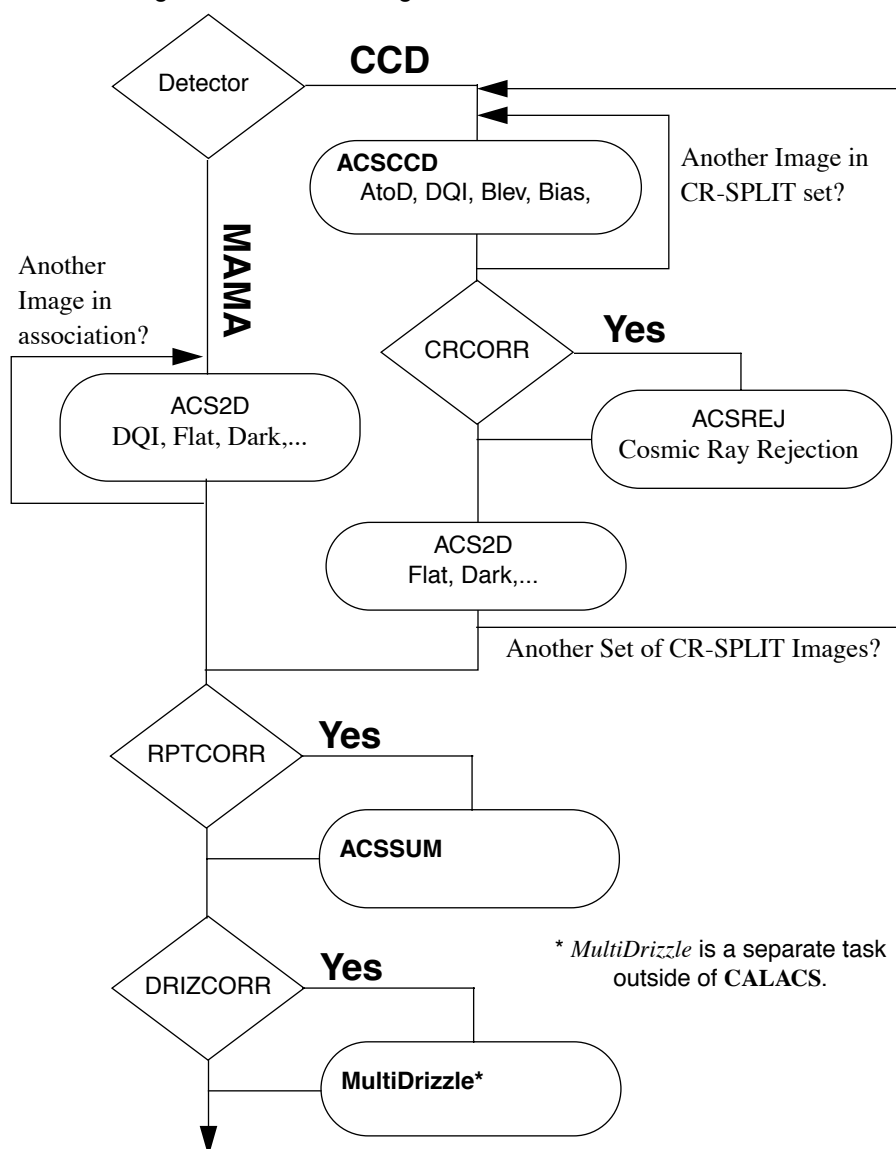 Detector
CCD
ACSCCD
AtoD, DQI, Blev, Bias,
Another Image in
CR-SPLIT set?
MAMA
Another
Image in
association?
CRCORR
Yes
ACS2D
DQI, Flat, Dark,...
ACSREJ
Cosmic Ray Rejection
ACS2D
Flat, Dark,...
Another Set of CR-SPLIT Images?
RPTCORR
Yes
ACSSUM
DRIZCORR
Yes
* MultiDrizzle is a separate task
outside of CALACS.
MultiDrizzle*